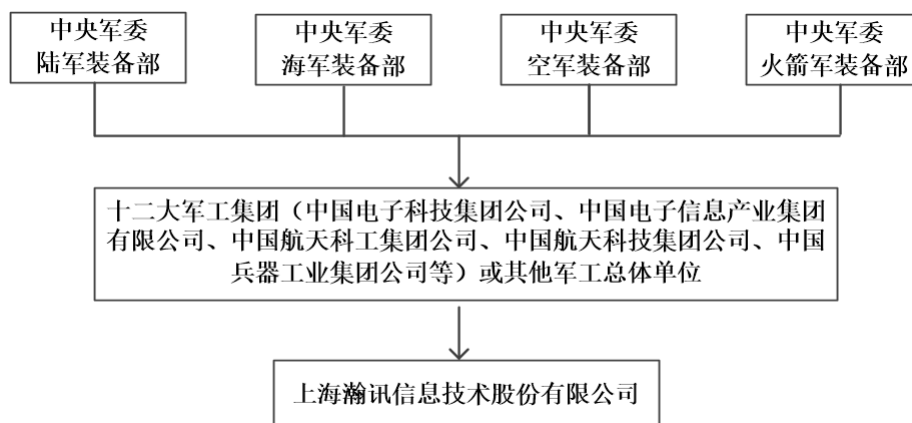 中央军委
陆军装备部
中央军委
海军装备部
中央军委
空军装备部
中央军委
火箭军装备部
十二大军工集团（中国电子科技集团公司、中国电子信息产业集团
有限公司、中国航天科工集团公司、中国航天科技集团公司、中国
兵器工业集团公司等）或其他军工总体单位
上海瀚讯信息技术股份有限公司